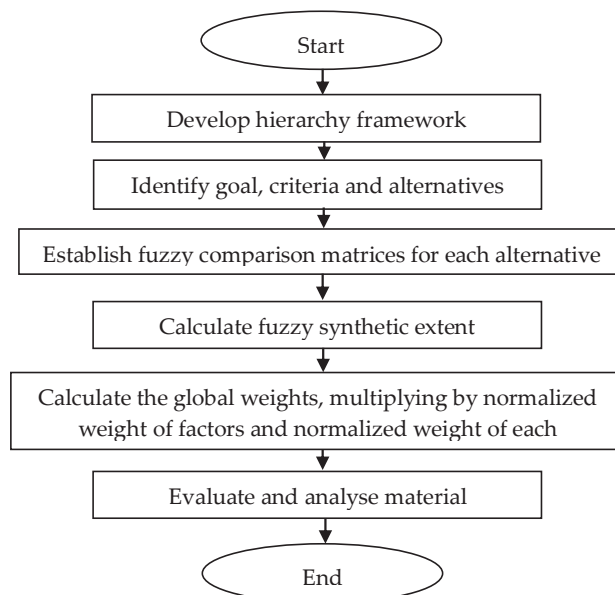 Start
Develop hierarchy framework
Identify goal, criteria and alternatives
Establish fuzzy comparison matrices for each alternative
Calculate fuzzy synthetic extent
Calculate the global weights, multiplying by normalized
weight of factors and normalized weight of each
Evaluate and analyse material
End